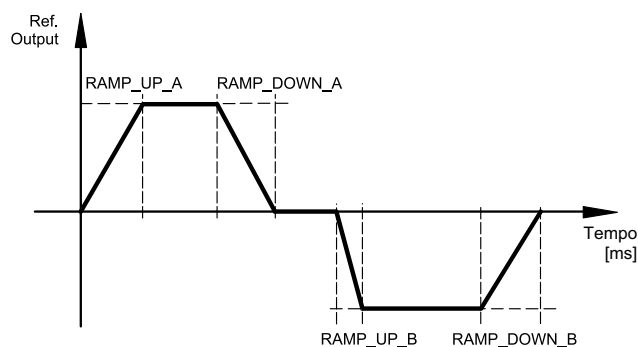 Ref.
Output
RAMP_UP_A
RAMP_DOWN_A
Tempo
[ms]
RAMP_UP_B
RAMP_DOWN_B